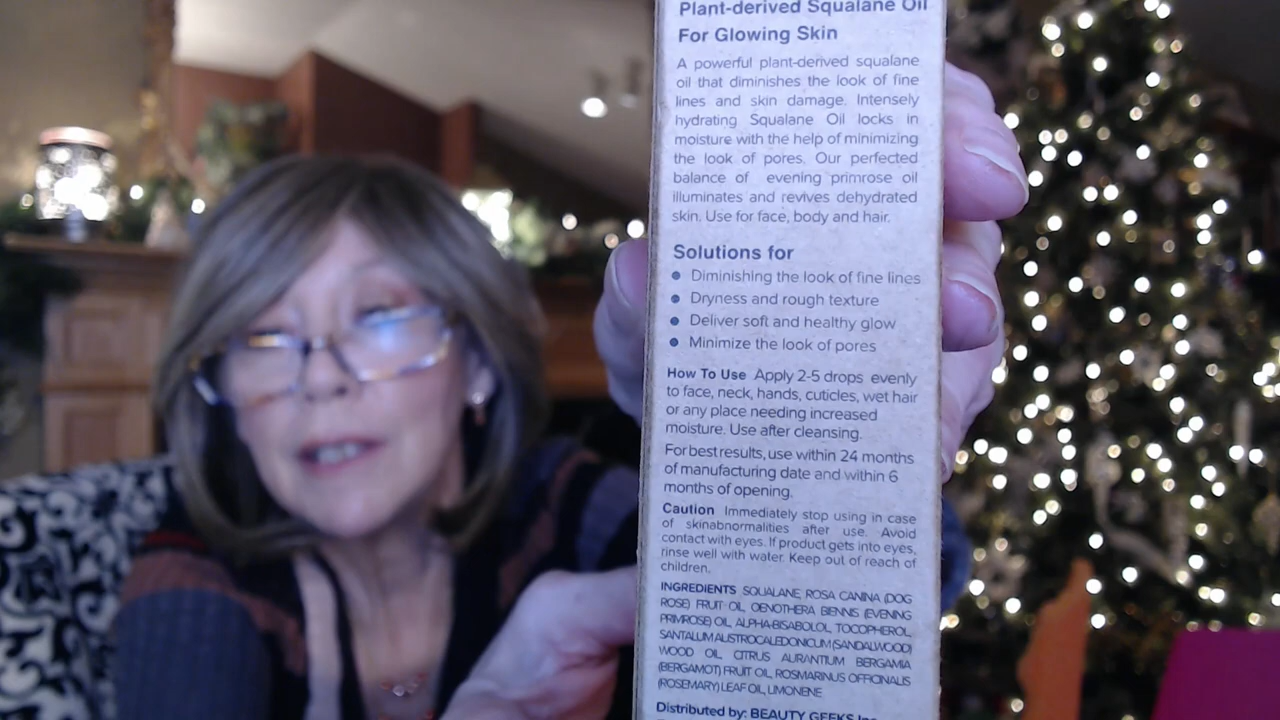 Plant-derived Squalane Oil
For Glowing Skin
A powerful plant-derived squalane
oil that diminishes the look of fine
lines and skin damage. Intensely
hydrating Squalane Oil locks in
moisture with the help of minimizing
the look of pores. Our perfected
balance of evening primrose oil
illuminates and revives dehydrated
skin. Use for face, body and hair.
Solutions for
• Diminishing the look of fine lines
• Dryness and rough texture
• Deliver soft and healthy glow
• Minimize the look of pores
How To Use Apply 2-5 drops evenly
to face, neck, hands, cuticles, wet hair
or any place needing increased
moisture. Use after cleansing.
For best results, use within 24 months
of manufacturing date and within 6
months of opening.
Caution Immediately stop using in case
of skinabnormalities after use. Avoid
contact with eyes. If product gets into eyes,
rinse well with water. Keep out of reach of
children.
INGREDIENTS SQUALANE, ROSA CANINA (DOG
ROSE) FRUIT OIL, OENOTHERA BIENNIS (EVENING
PRIMROSE) OIL, ALPHA-BISABOLOL, TOCOPHEROL,
SANTALUM AUSTROCALEDONICUM (SANDALWOOD)
WOOD OIL, CITRUS AURANTIUM BERGAMIA
(BERGAMOT) FRUIT OIL, ROSMARINUS OFFICINALIS
(ROSEMARY) LEAF OIL, LIMONENE
Distributed by: BEAUTY GEEKS Inc